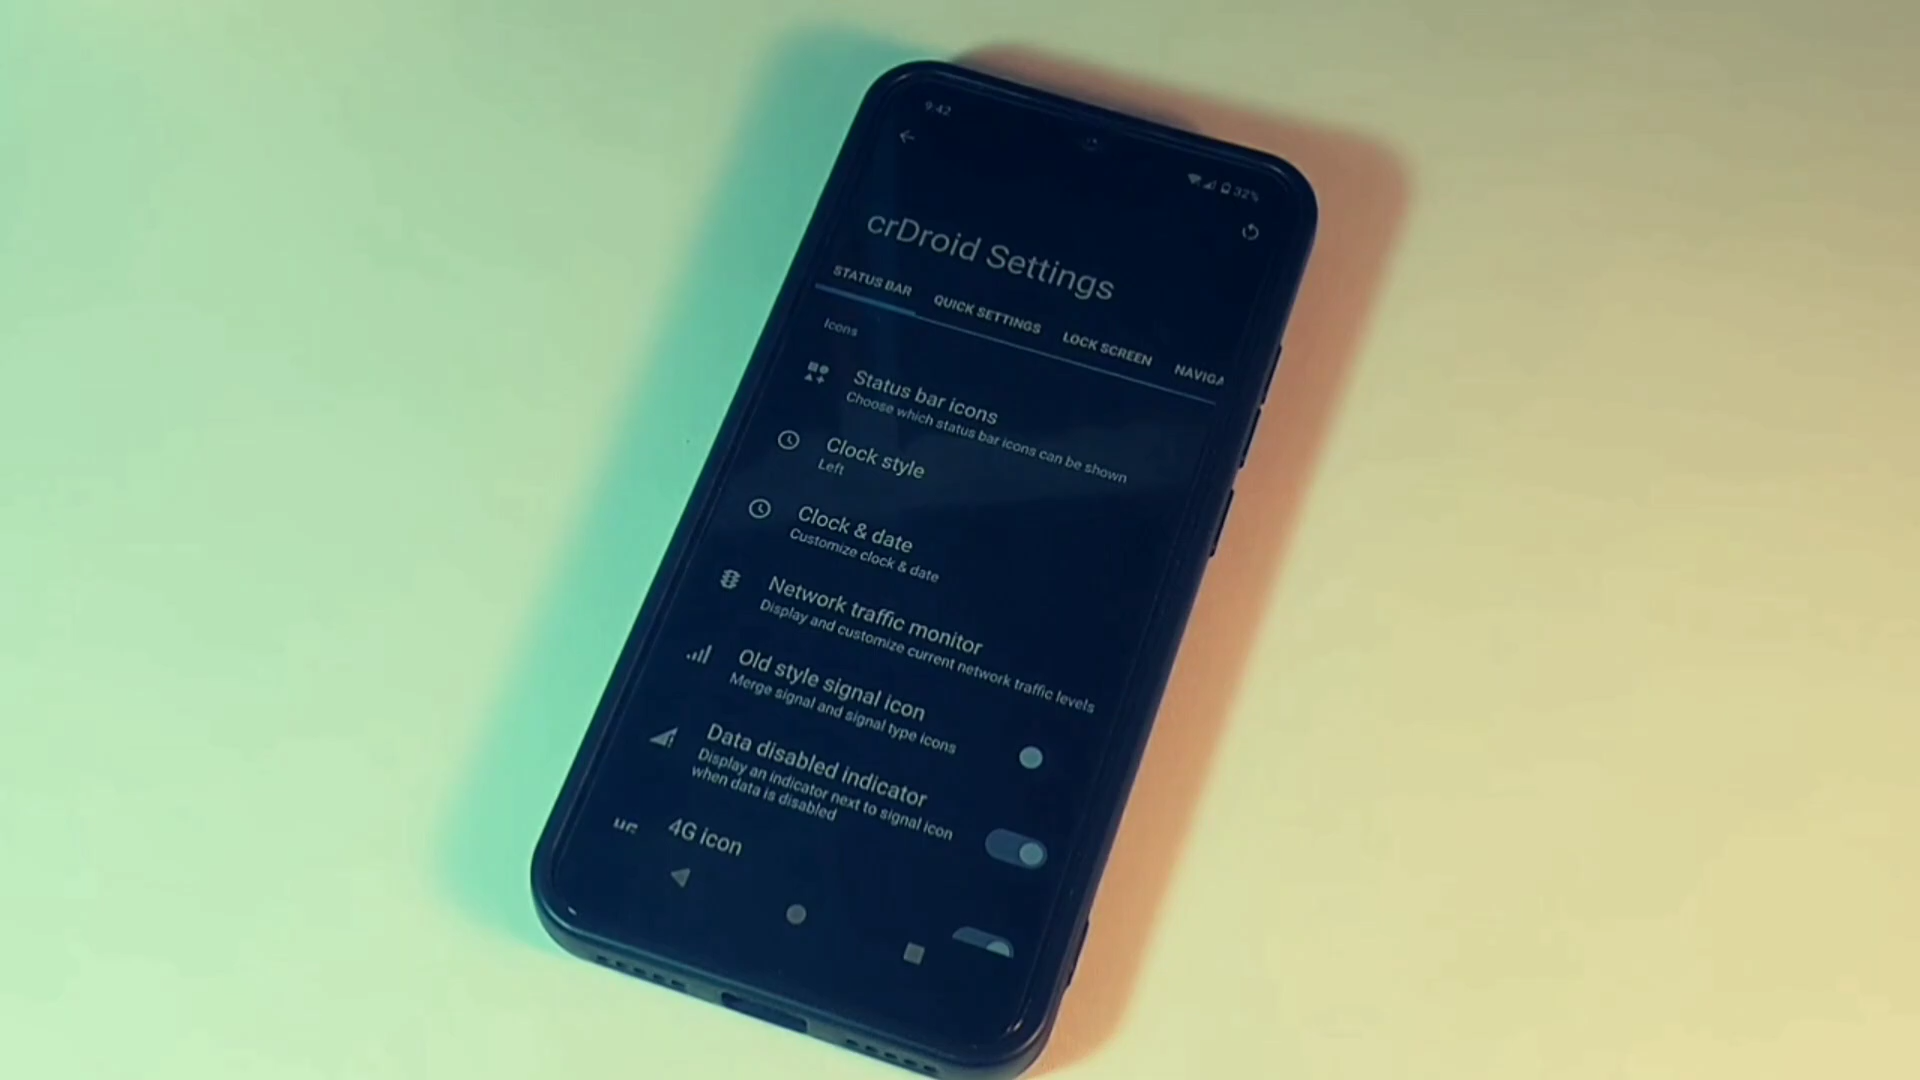 9:42
32%
crDroid Settings
STATUS BAR QUICK SETTINGS LOCK SCREEN NAVIGA
Icons
Status bar icons
Choose which status bar icons can be shown
Clock style
Left
Clock & date
Customize clock & date
Network traffic monitor
Display and customize current network traffic levels
Old style signal icon
Merge signal and signal type icons
Data disabled indicator
Display an indicator next to signal icon
when data is disabled
4G icon